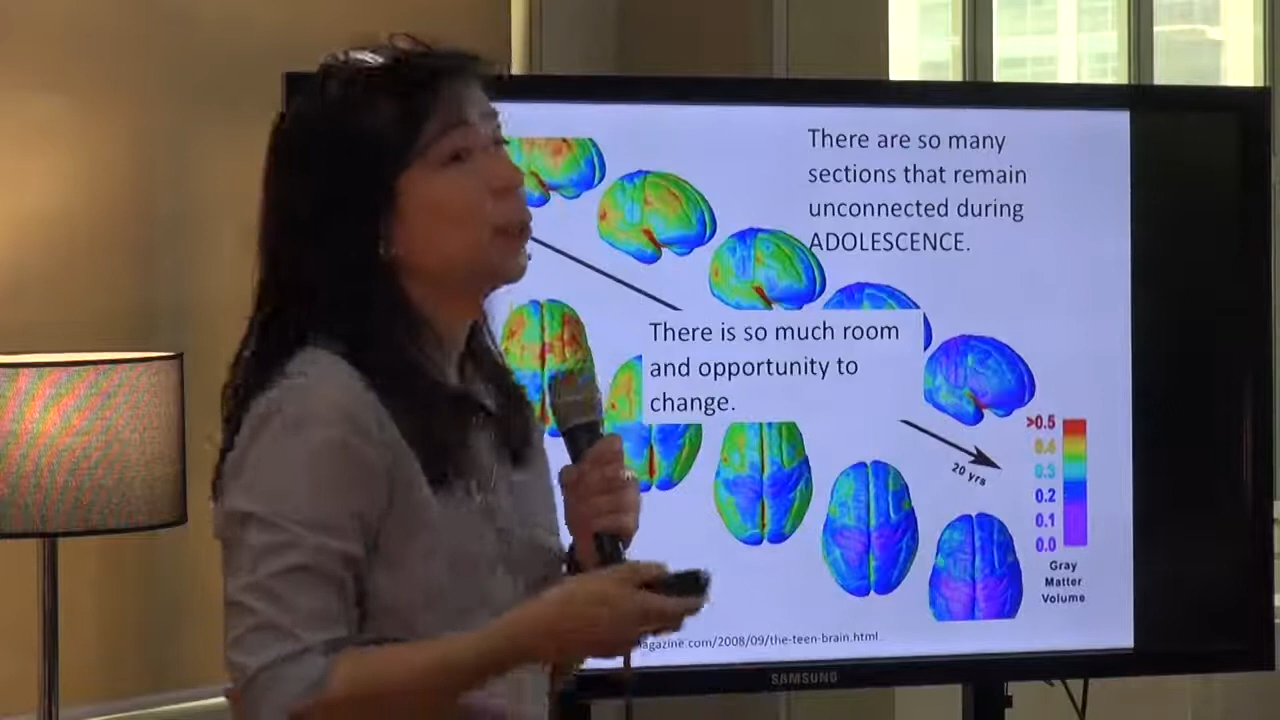 There are so many
sections that remain
unconnected during
ADOLESCENCE.
There is so much room
and opportunity to
change.
>0.5
0.4
0.3
0.2
0.1
0.0
20 yrs
Gray
Matter
Volume
agazine.com/2008/09/the-teen-brain.html
SAMSUNG